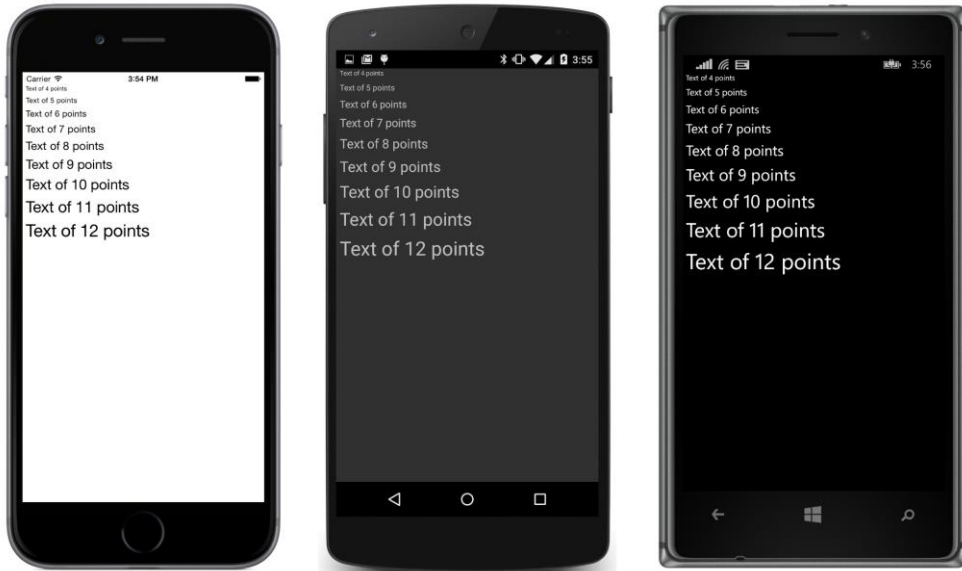 Carrier 3:54 PM
Text of 4 points
Text of 5 points
Text of 6 points
Text of 7 points
Text of 8 points
Text of 9 points
Text of 10 points
Text of 11 points
Text of 12 points
3:55
Text of 4 points
Text of 5 points
Text of 6 points
Text of 7 points
Text of 8 points
Text of 9 points
Text of 10 points
Text of 11 points
Text of 12 points
3:56
Text of 4 points
Text of 5 points
Text of 6 points
Text of 7 points
Text of 8 points
Text of 9 points
Text of 10 points
Text of 11 points
Text of 12 points